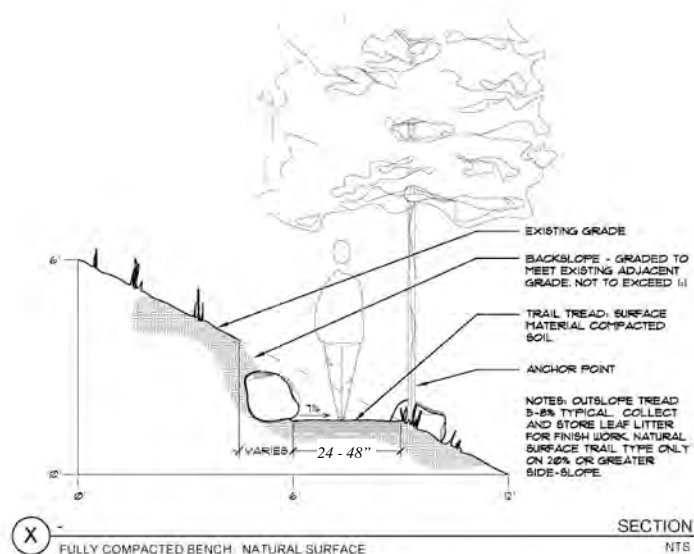 EXISTING GRADE
BACKSLOPE - GRADED TO
MEET EXISTING ADJACENT
GRADE. NOT TO EXCEED 1:1
TRAIL TREAD: SURFACE
MATERIAL COMPACTED
SOIL
ANCHOR POINT
NOTES: OUTSLOPE TREAD
5-8% TYPICAL. COLLECT
AND STORE LEAF LITTER
FOR FINISH WORK. NATURAL
SURFACE TRAIL TYPE ONLY
ON 20% OR GREATER
SIDE-SLOPE.
6'
7%
VARIES
24 - 48”
0'
6'
12'
X
-
SECTION
FULLY COMPACTED BENCH: NATURAL SURFACE
NTS